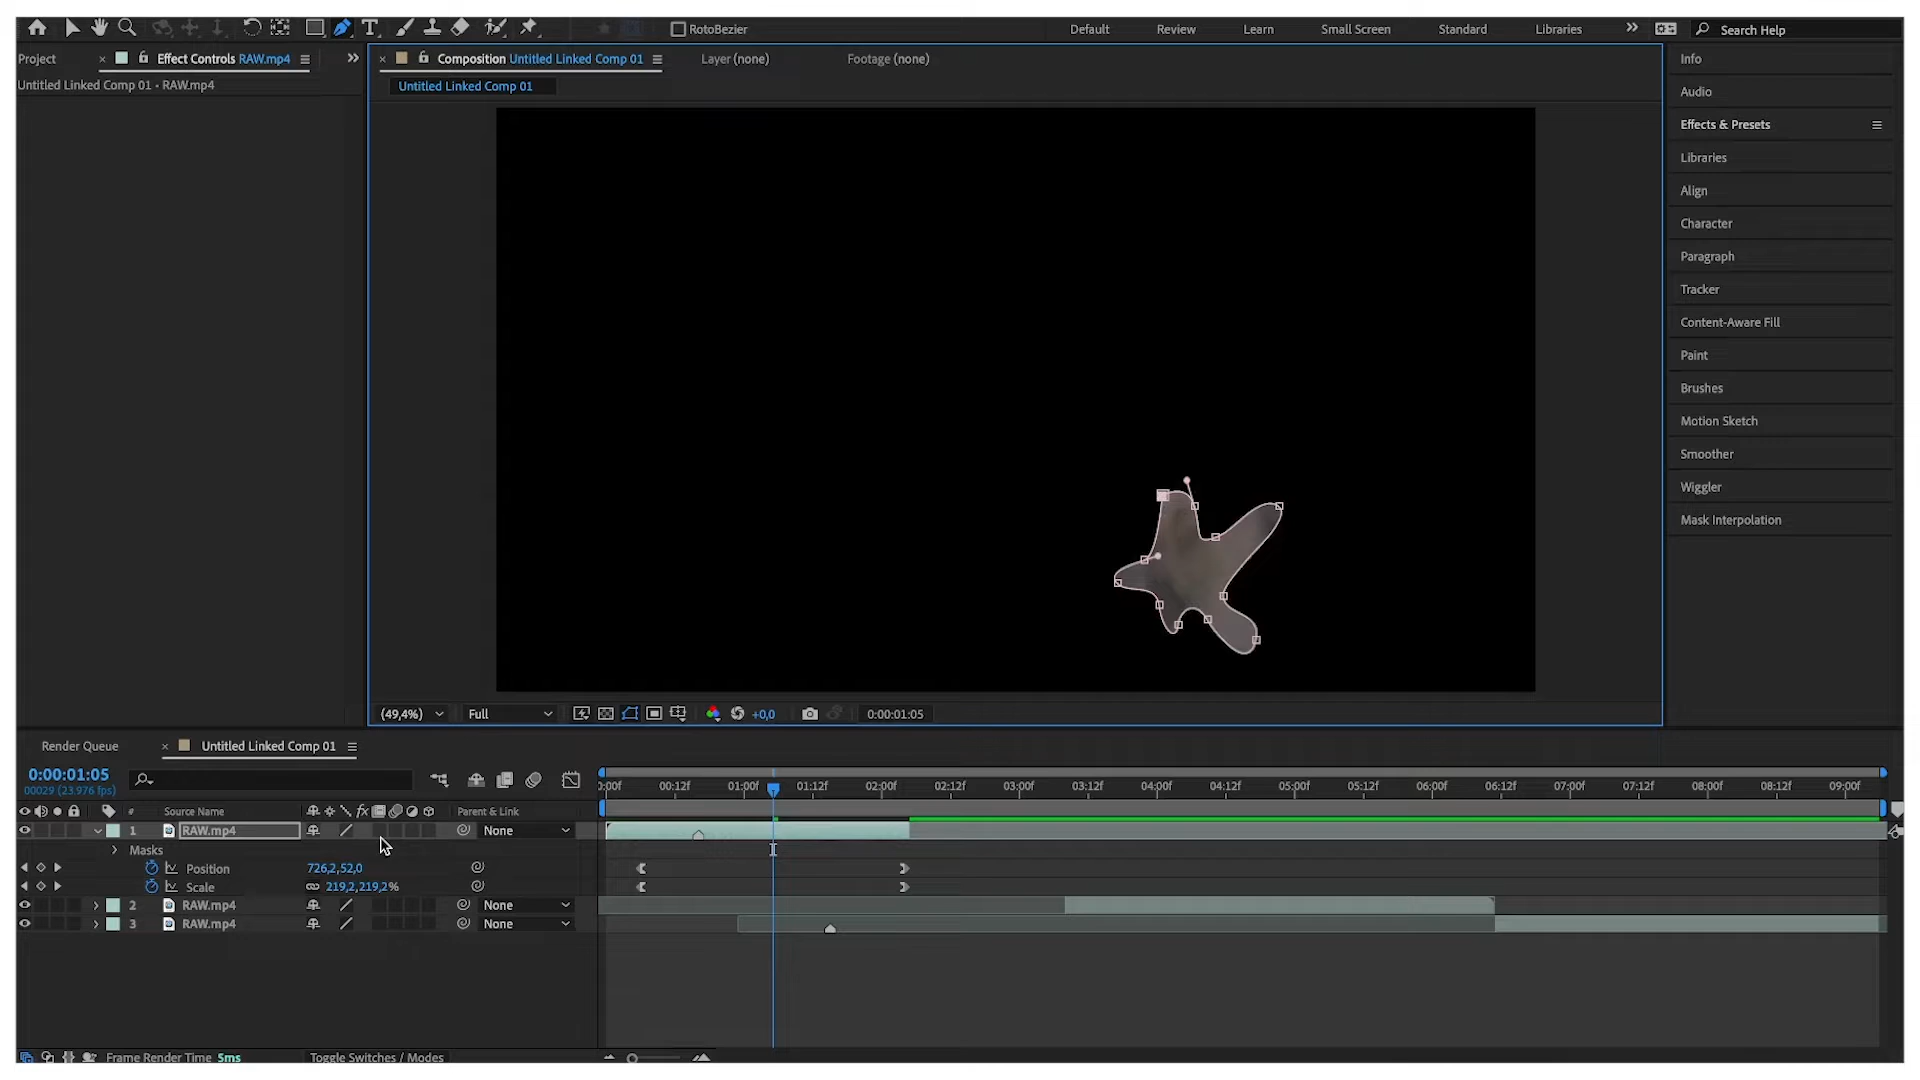 RotoBezier
Default
Review
Learn
Small Screen
Standard
Libraries
Search Help
Project
Effect Controls RAW.mp4
Composition Untitled Linked Comp 01
Layer (none)
Footage (none)
Info
Untitled Linked Comp 01 • RAW.mp4
Untitled Linked Comp 01
Audio
Effects & Presets
Libraries
Align
Character
Paragraph
Tracker
Content-Aware Fill
Paint
Brushes
Motion Sketch
Smoother
Wiggler
Mask Interpolation
(49,4%)
Full
+0,0
0:00:01:05
Render Queue
Untitled Linked Comp 01
0:00:01:05
00029 (23.976 fps)
:00f
00:12f
01:00f
01:12f
02:00f
02:12f
03:00f
03:12f
04:00f
04:12f
05:00f
05:12f
06:00f
06:12f
07:00f
07:12f
08:00f
08:12f
09:00f
# Source Name
fx
Parent & Link
1 RAW.mp4 None
Masks
Position 726,2,52,0
Scale 219,2,219,2%
2 RAW.mp4 None
3 RAW.mp4 None
Frame Render Time 5ms
Toggle Switches / Modes